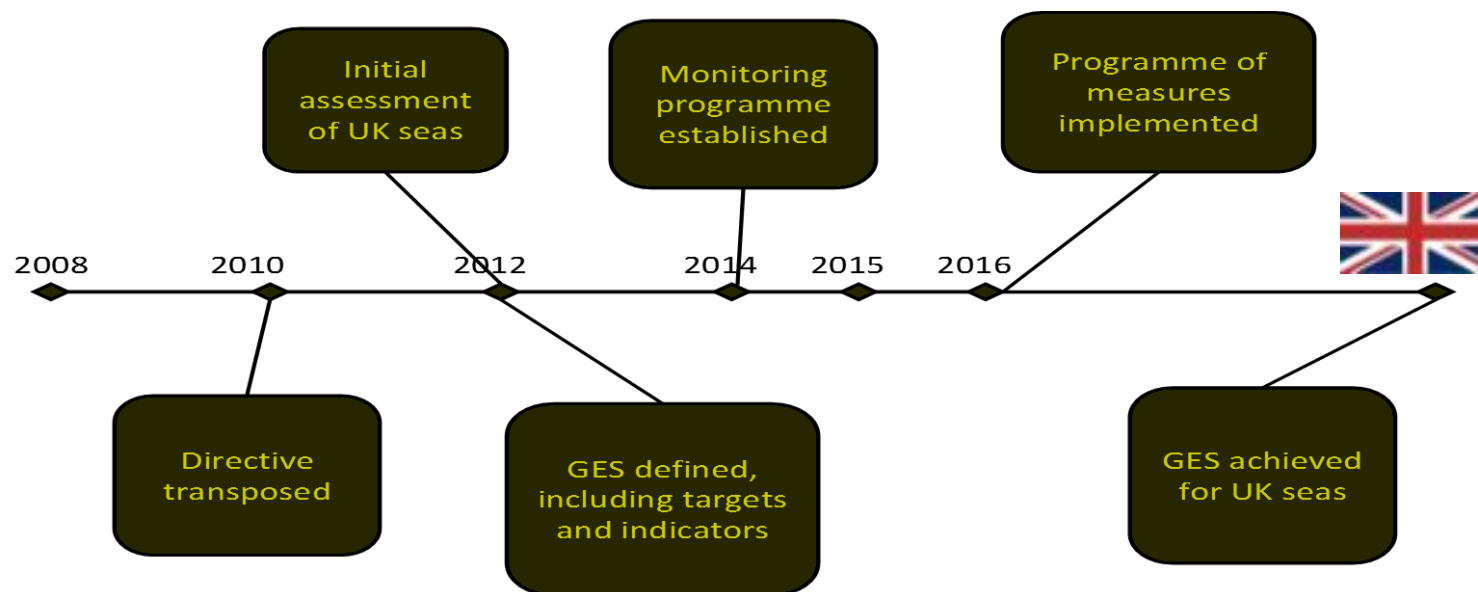 Initial
assessment
of UK seas
Monitoring
programme
established
Programme of
measures
implemented
2008
2010
2012
2014
2015
2016
Directive
transposed
GES defined,
including targets
and indicators
GES achieved
for UK seas